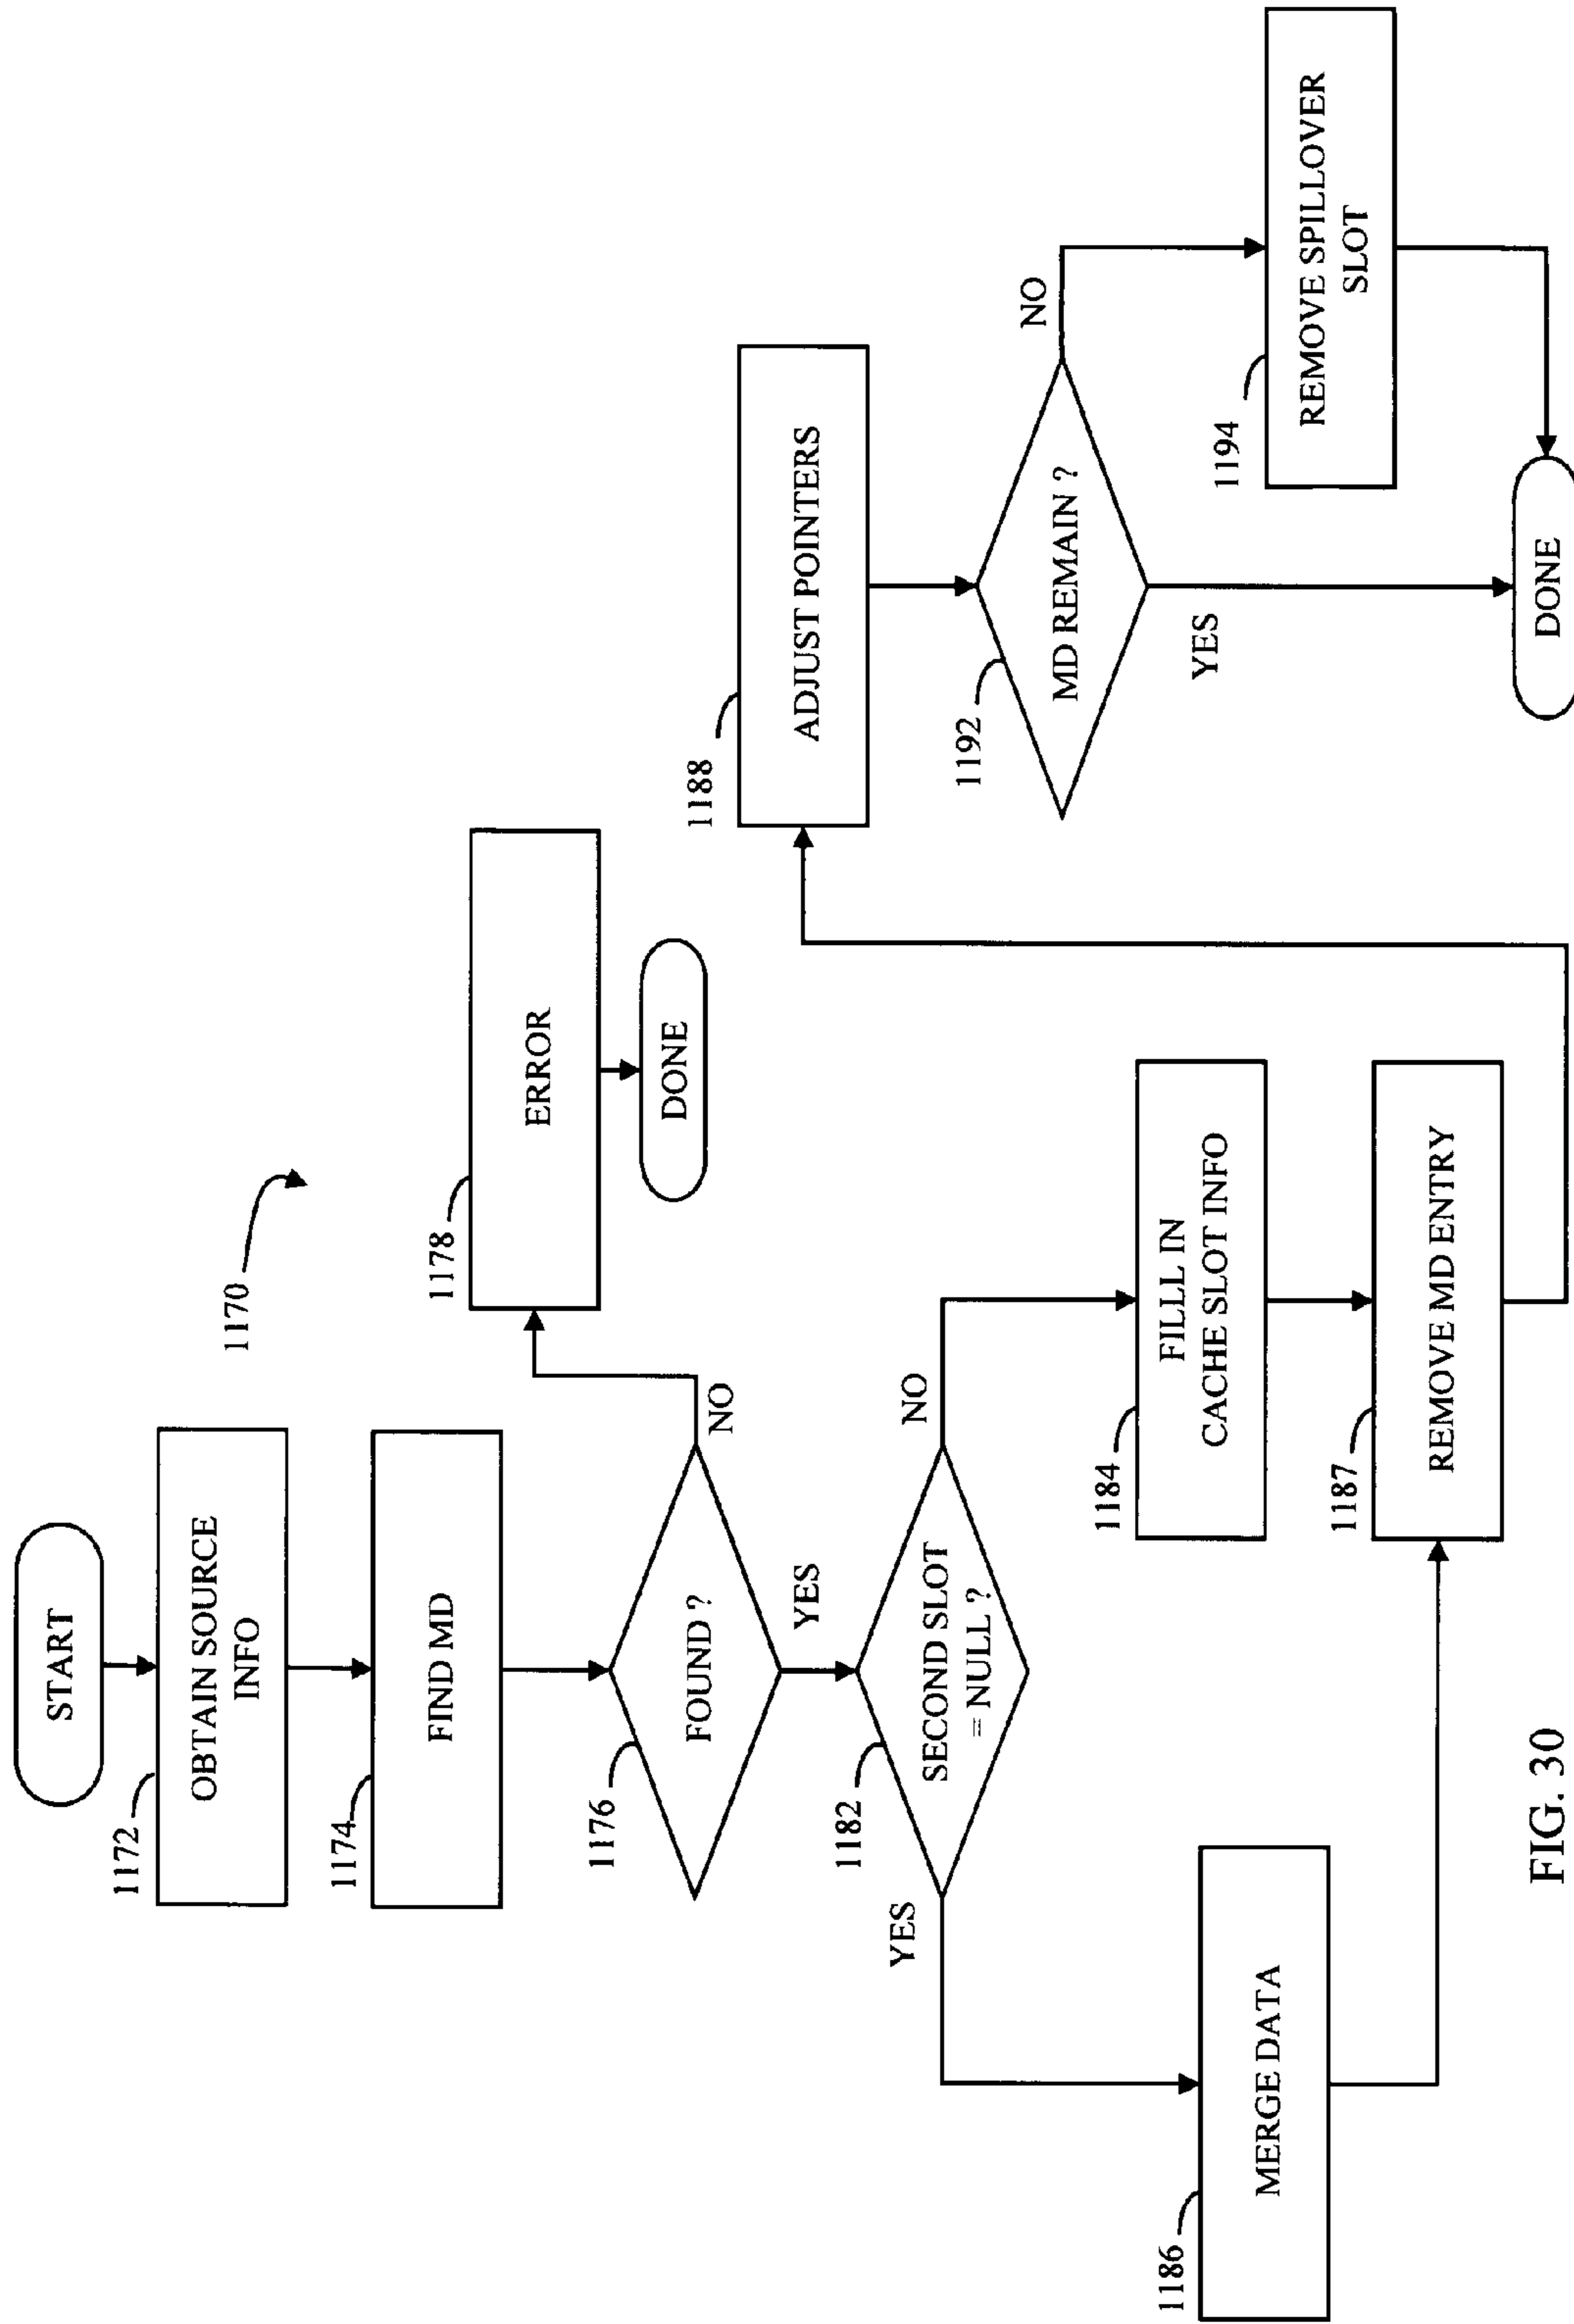 1170
START
1172
OBTAIN SOURCE
INFO
1174
FIND MD
1176
FOUND ?
NO
YES
1178
ERROR
DONE
1182
SECOND SLOT
= NULL ?
YES
NO
1184
FILLL IN
CACHE SLOT INFO
1186
MERGE DATA
1187
REMOVE MD ENTRY
1188
ADJUST POINTERS
1192
MD REMAIN ?
NO
YES
1194
REMOVE SPILLOVER
SLOT
DONE
FIG. 30